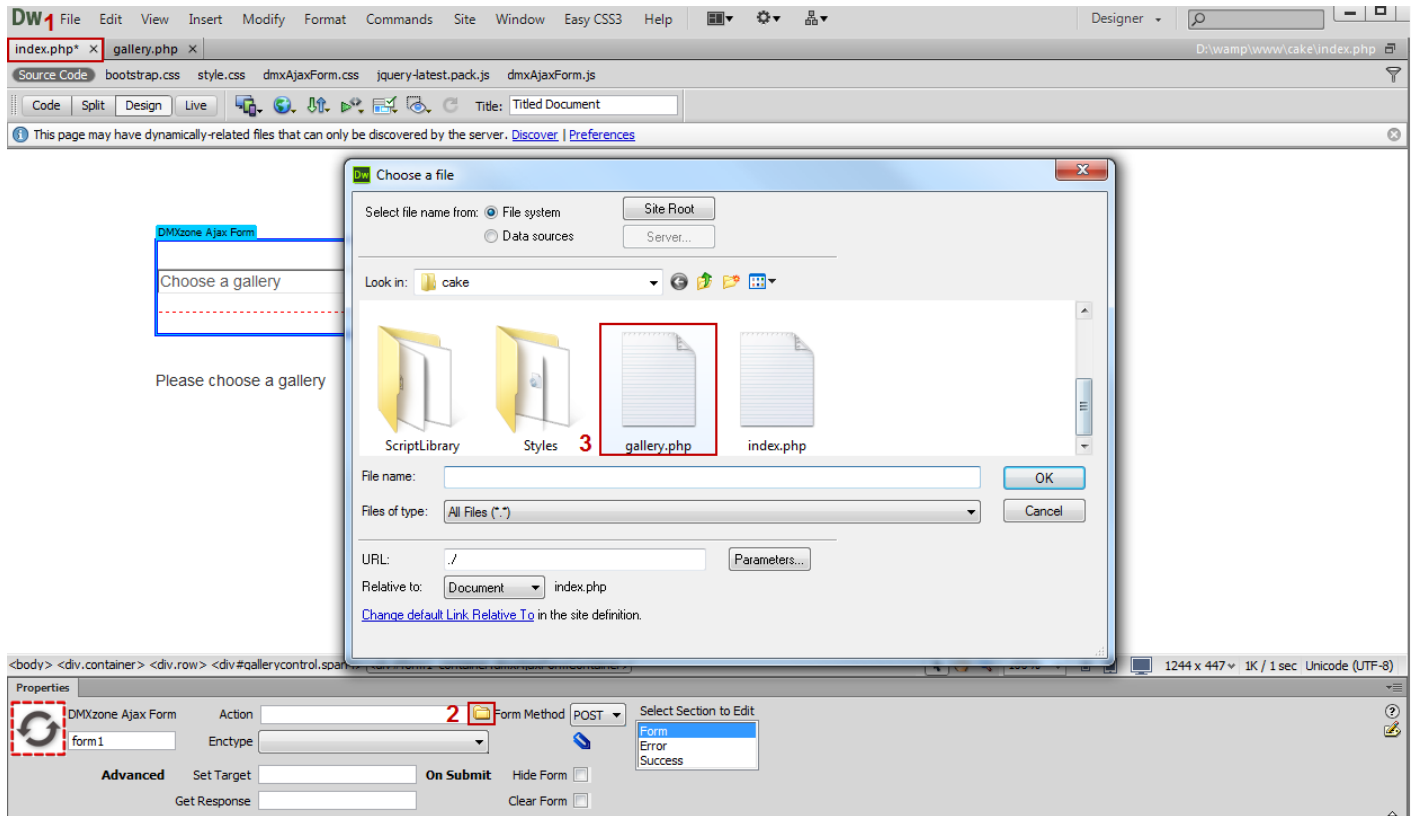 DW 1 File Edit View Insert Modify Format Commands Site Window Easy CSS3 Help Designer
index.php* × gallery.php × D:\wamp\www\cake\index.php
Source Code bootstrap.css style.css dmxAjaxForm.css jquery-latest.pack.js dmxAjaxForm.js
Code Split Design Live Title: Titled Document
This page may have dynamically-related files that can only be discovered by the server. Discover | Preferences
Dw Choose a file
Select file name from: File system Site Root
Data sources Server...
DMXzone Ajax Form
Look in: cake
Choose a gallery
Please choose a gallery
ScriptLibrary Styles 3 gallery.php index.php
File name: OK
Files of type: All Files (*.*) Cancel
URL: ./ Parameters...
Relative to: Document index.php
Change default Link Relative To in the site definition.
<body> <div.container> <div.row> <div#gallerycontrol.span 1244 x 447 1K / 1 sec Unicode (UTF-8)
Properties
DMXzone Ajax Form Action 2 Form Method POST Select Section to Edit
form1 Enctype Form
Error
Success
Advanced Set Target On Submit Hide Form
Get Response Clear Form